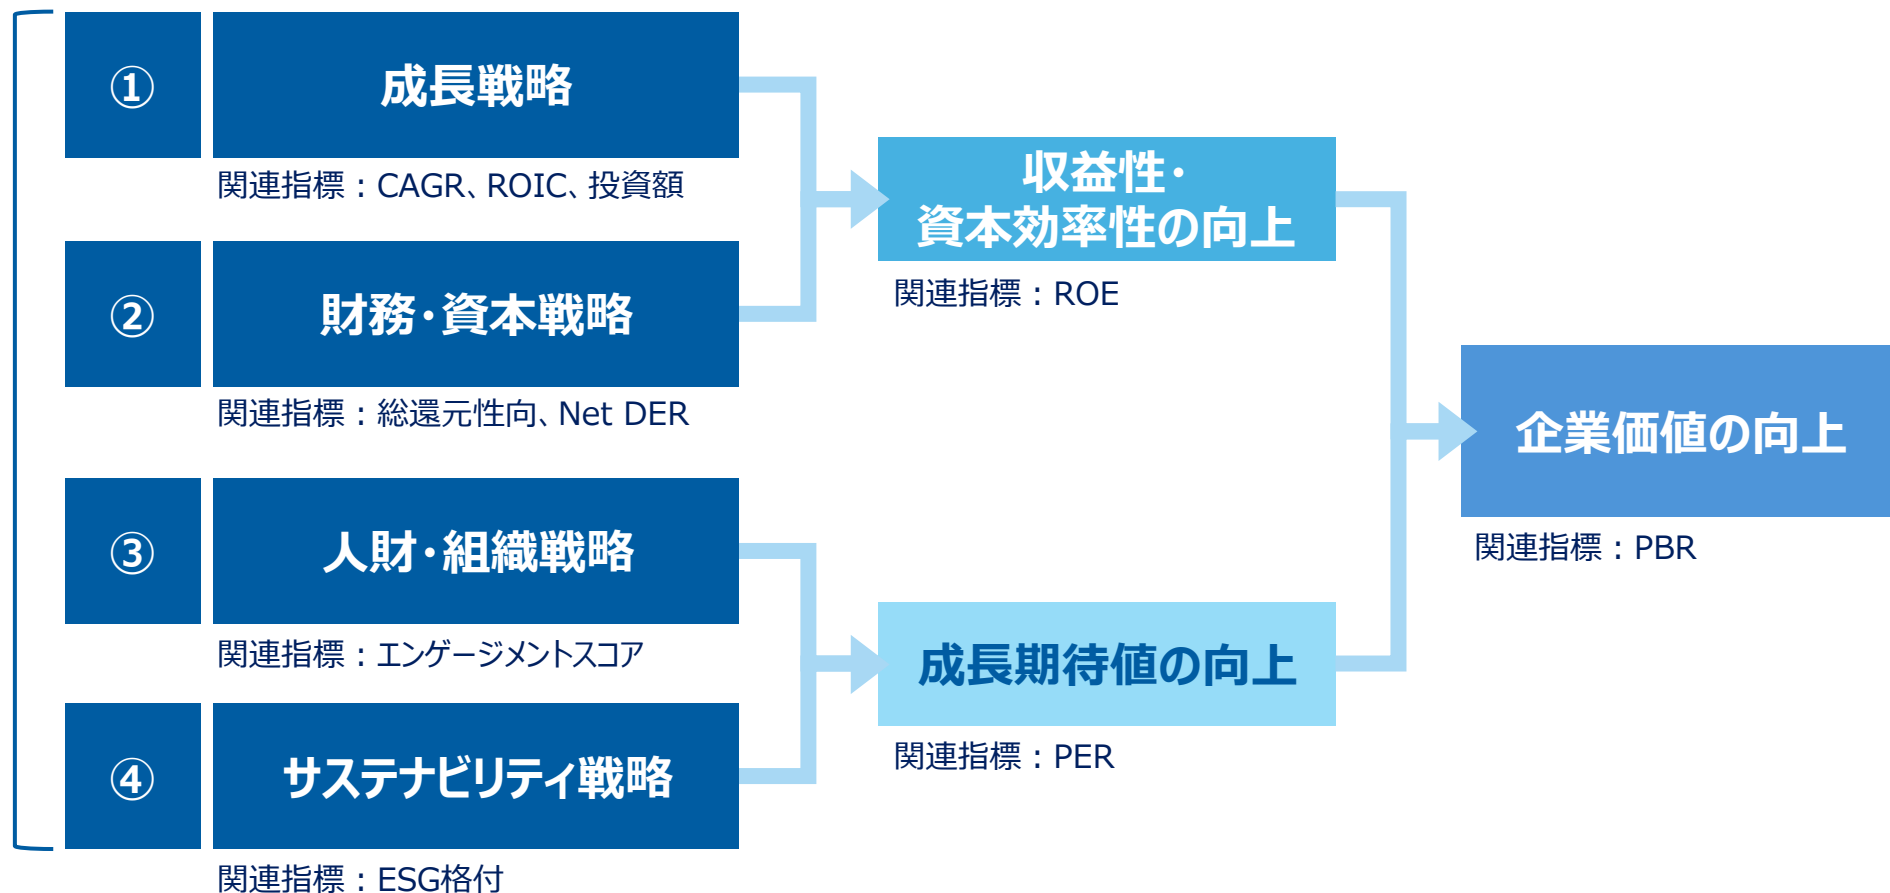 ①
成長戦略
関連指標：CAGR、ROIC、投資額
②
財務・資本戦略
関連指標：総還元性向、Net DER
③
人財・組織戦略
関連指標：エンゲージメントスコア
④
サステナビリティ戦略
関連指標：ESG格付
収益性・
資本効率性の向上
関連指標：ROE
成長期待値の向上
関連指標：PER
企業価値の向上
関連指標：PBR